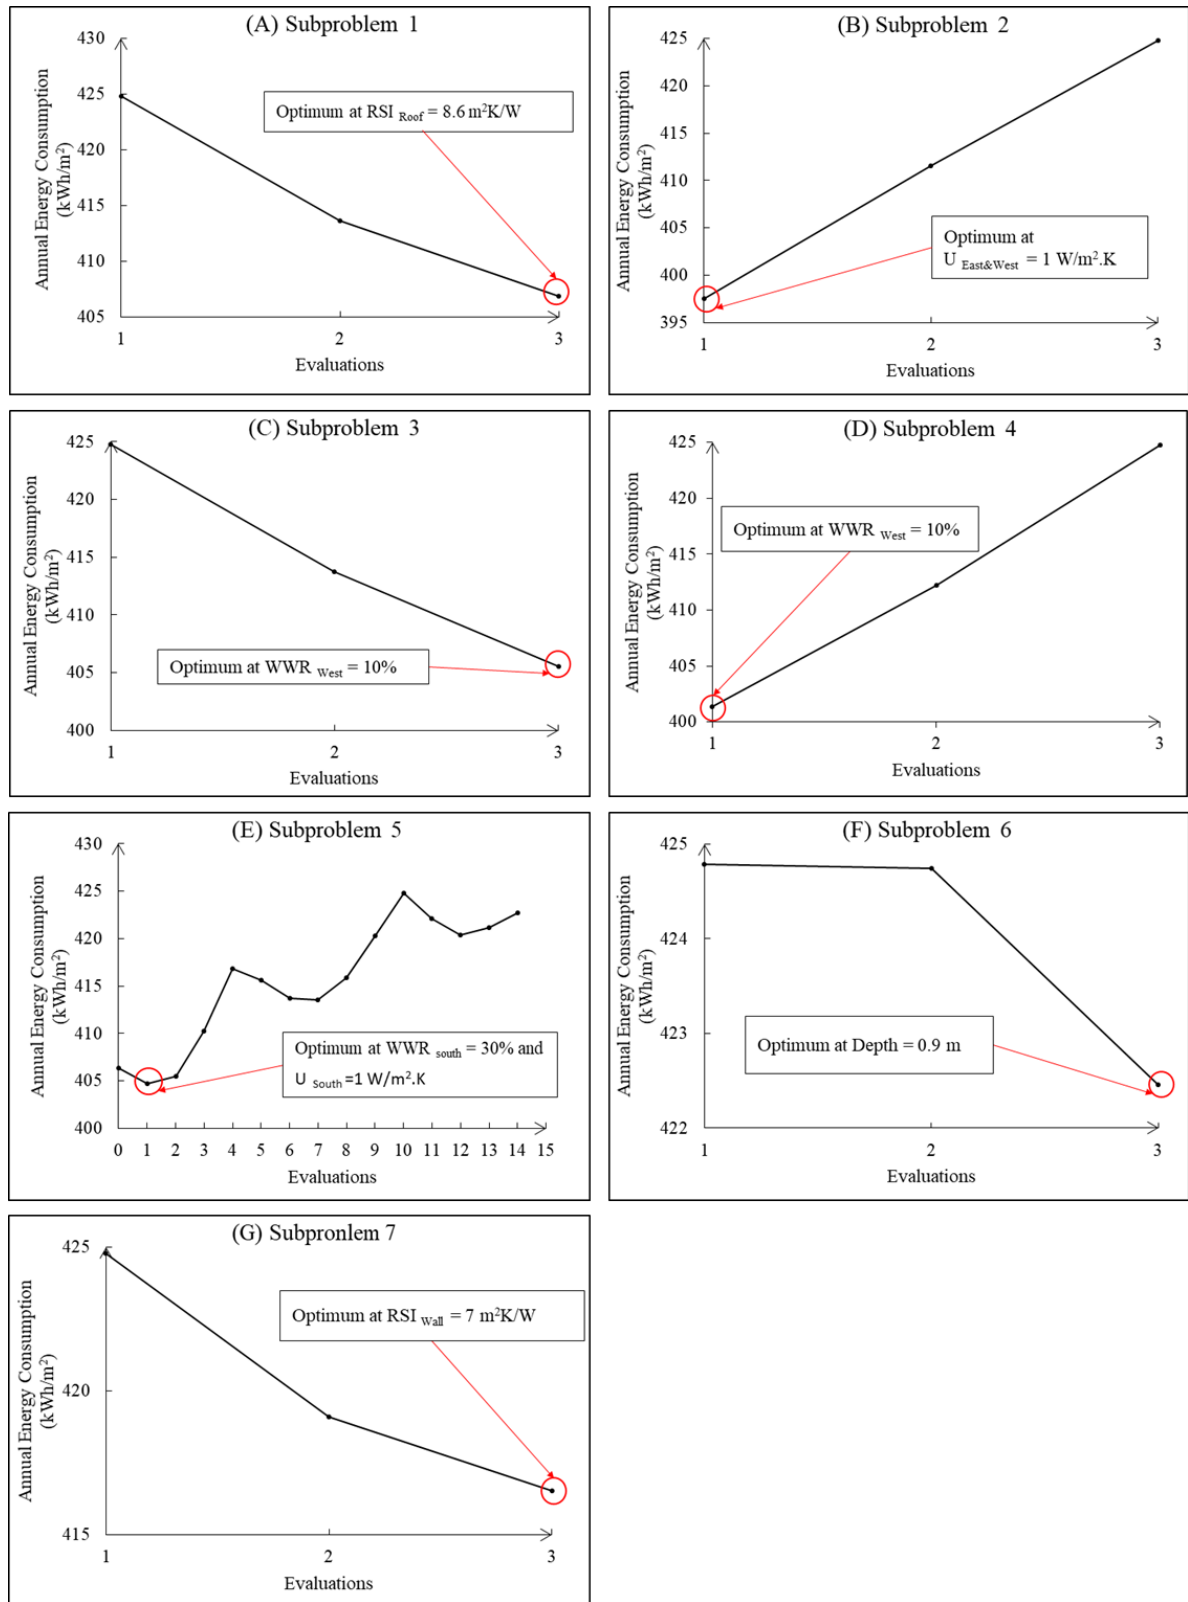 (A) Subproblem 1
Annual Energy Consumption
(kWh/m²)
430
425
420
415
410
405
Optimum at RSI Roof = 8.6 m²K/W
1
2
3
Evaluations
(B) Subproblem 2
Annual Energy Consumption
(kWh/m²)
425
420
415
410
405
400
395
Optimum at
U East&West = 1 W/m².K
1
2
3
Evaluations
(C) Subproblem 3
Annual Energy Consumption
(kWh/m²)
425
420
415
410
405
400
Optimum at WWR West = 10%
1
2
3
Evaluations
(D) Subproblem 4
Annual Energy Consumption
(kWh/m²)
425
420
415
410
405
400
Optimum at WWR West = 10%
1
2
3
Evaluations
(E) Subproblem 5
Annual Energy Consumption
(kWh/m²)
430
425
420
415
410
405
400
Optimum at WWR south = 30% and
U South =1 W/m².K
0 1 2 3 4 5 6 7 8 9 10 11 12 13 14 15
Evaluations
(F) Subproblem 6
Annual Energy Consumption
(kWh/m²)
425
424
423
422
Optimum at Depth = 0.9 m
1
2
3
Evaluations
(G) Subpronlem 7
Annual Energy Consumption
(kWh/m²)
425
420
415
Optimum at RSI Wall = 7 m²K/W
1
2
3
Evaluations